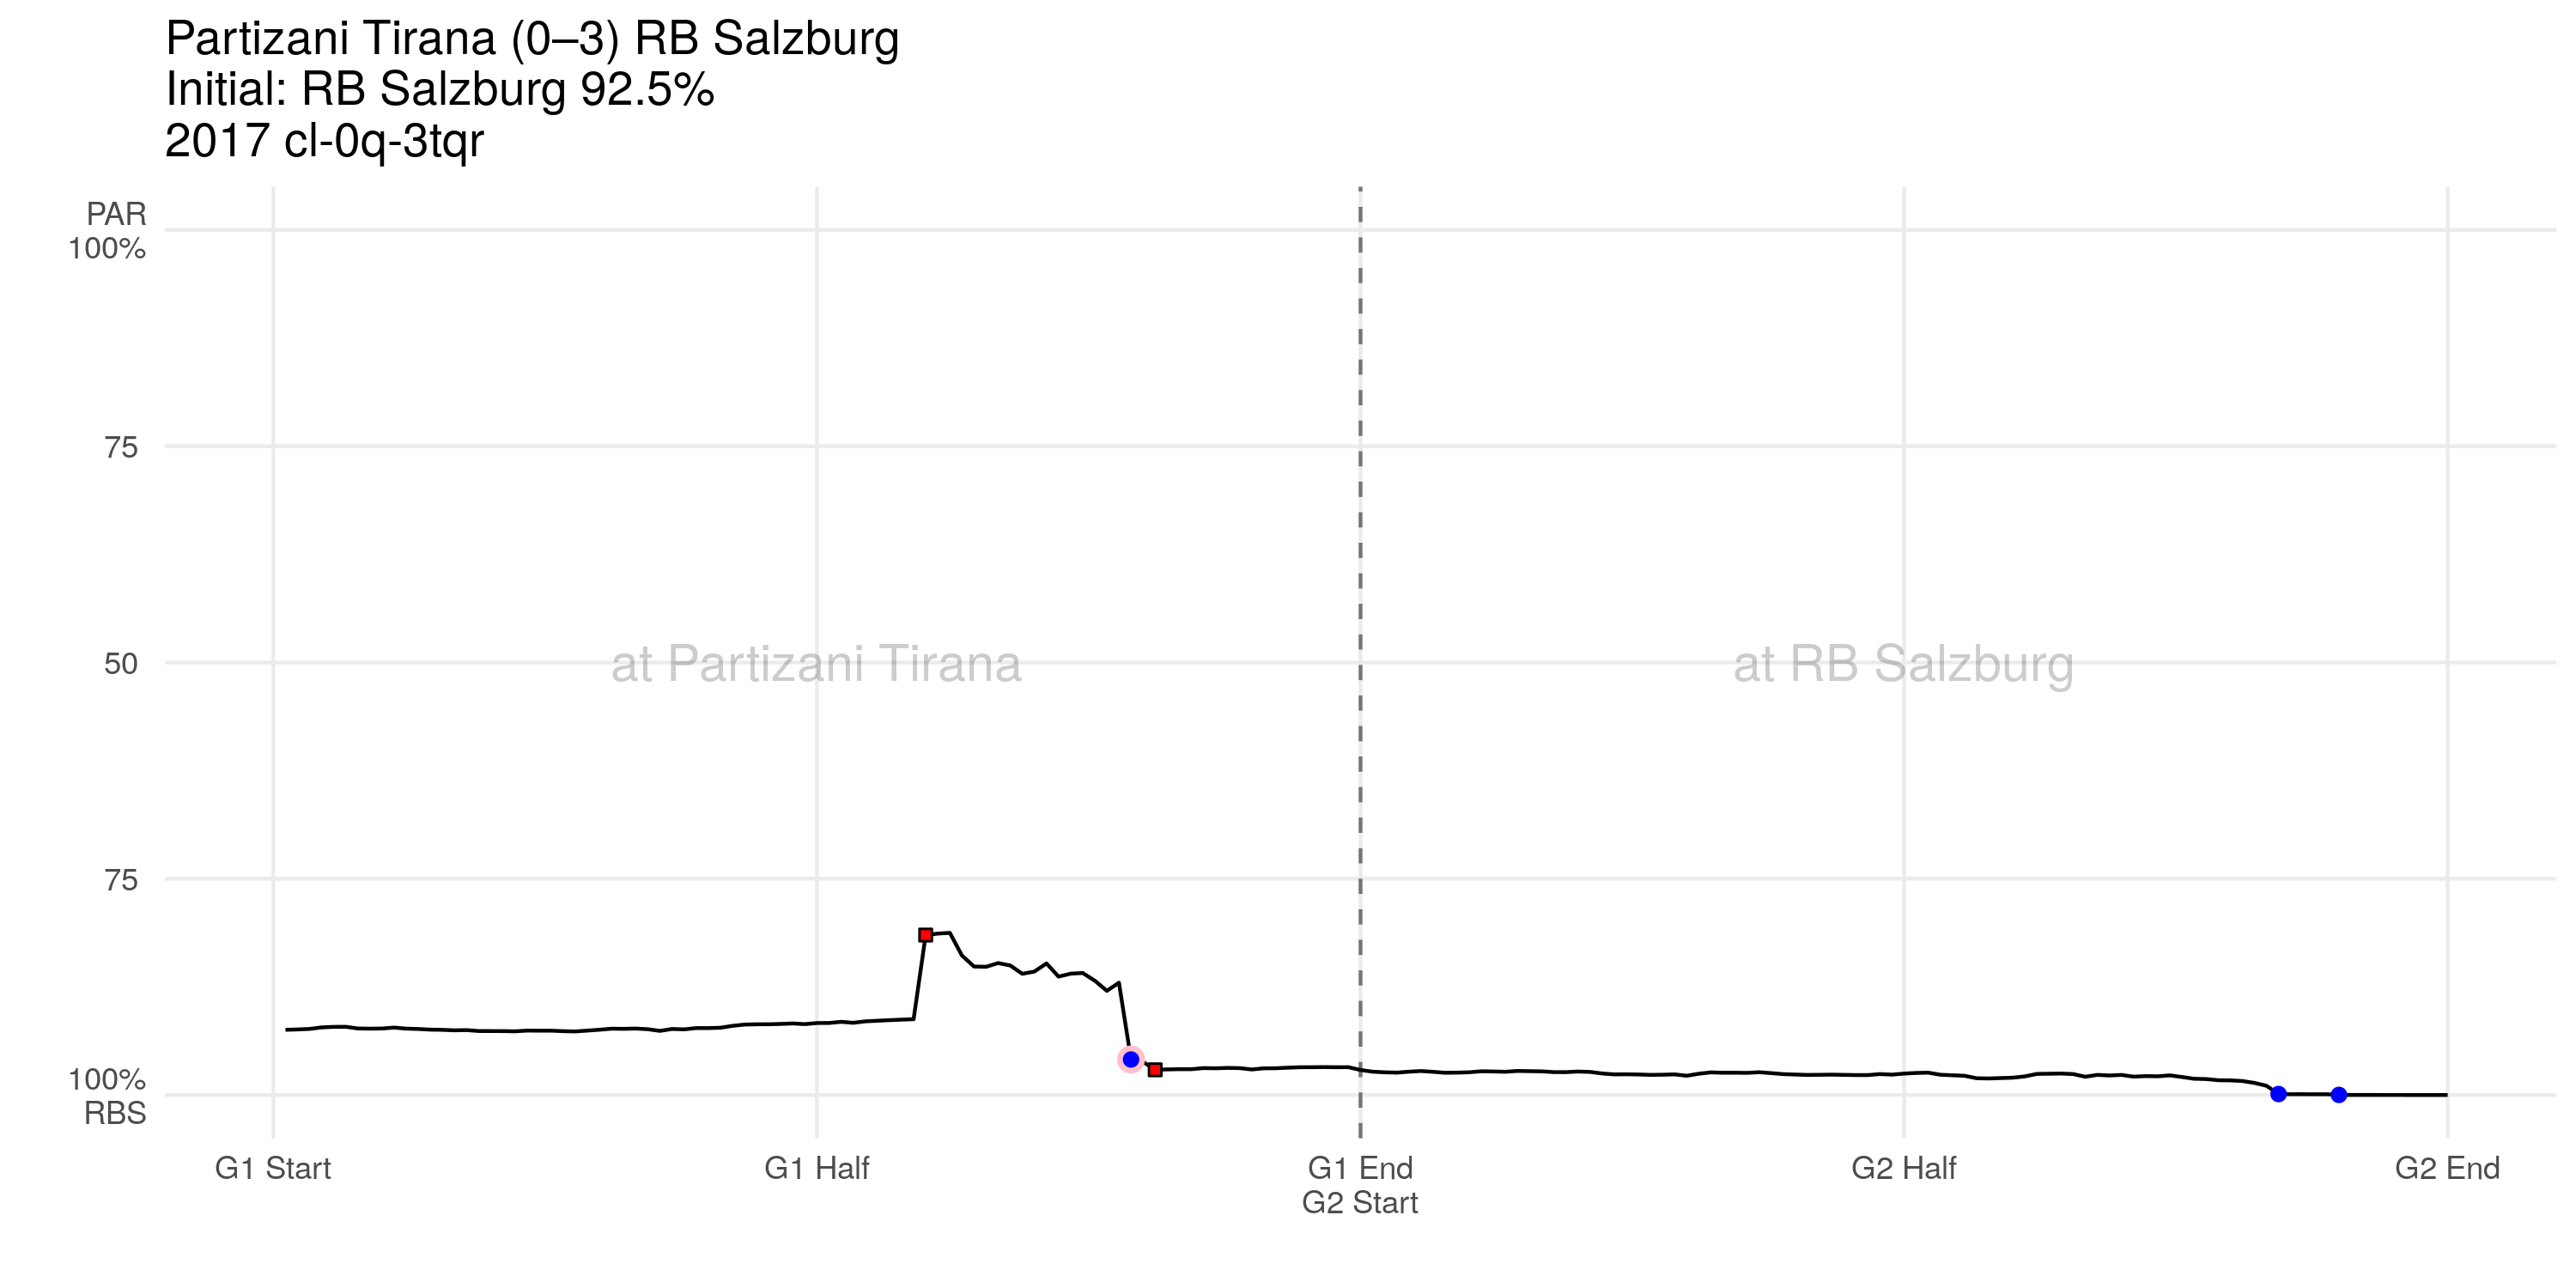 Partizani Tirana (0–3) RB Salzburg
Initial: RB Salzburg 92.5%
2017 cl-0q-3tqr
PAR
100%
75
50
75
100%
RBS
at Partizani Tirana
at RB Salzburg
G1 Start
G1 Half
G1 End
G2 Start
G2 Half
G2 End